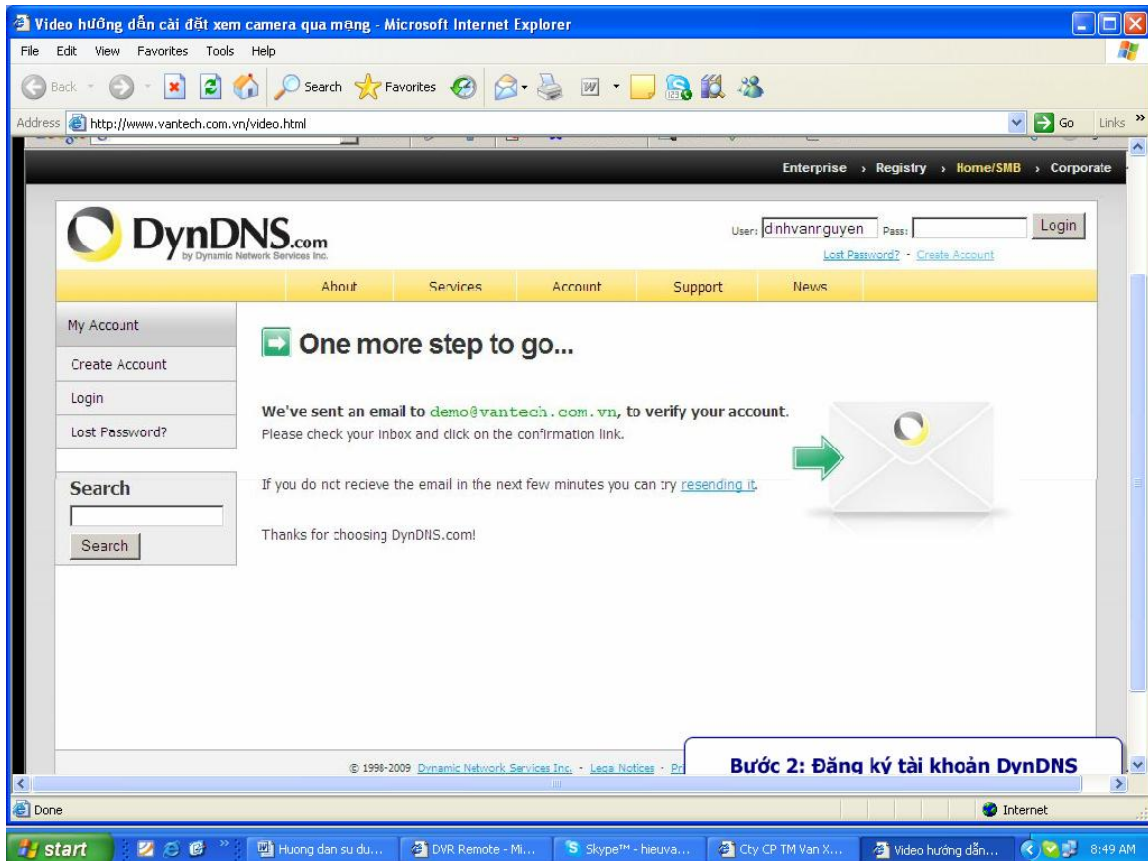 Video hướng dẫn cài đặt xem camera qua mạng - Microsoft Internet Explorer
File Edit View Favorites Tools Help
Back Search Favorites
Address http://www.vantech.com.vn/video.html Go Links »
Enterprise › Registry › Home/SMB › Corporate
DynDNS.com
by Dynamic Network Services Inc.
User: dinhvannguyen Pass: Login
Lost Password? - Create Account
About Services Account Support News
My Account
Create Account
Login
Lost Password?
Search
Search
One more step to go...
We've sent an email to demo@vantech.com.vn, to verify your account.
Please check your inbox and click on the confirmation link.
If you do not recieve the email in the next few minutes you can try resending it.
Thanks for choosing DynDNS.com!
© 1998-2009 Dynamic Network Services Inc. - Legal Notices - Pr
Bước 2: Đăng ký tài khoản DynDNS
Done Internet
start Huong dan su du... DVR Remote - Mi... Skype™ - hieuva... Cty CP TM Van X... Video hướng dẫn... 8:49 AM